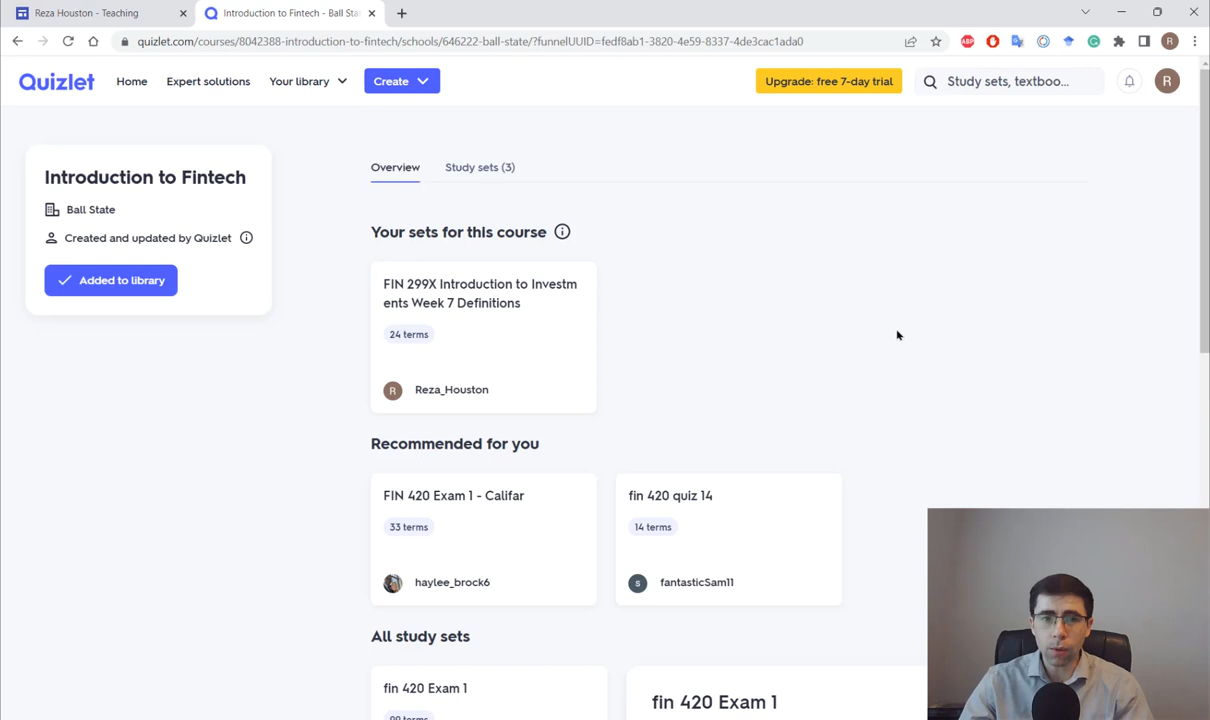 Reza Houston - Teaching
Introduction to Fintech - Ball Sta
quizlet.com/courses/8042388-introduction-to-fintech/schools/646222-ball-state/?funnelUUID=fedf8ab1-3820-4e59-8337-4de3cac1ada0
ABP
R
Quizlet
Home
Expert solutions
Your library
Create
Upgrade: free 7-day trial
Study sets, textboo...
R
Introduction to Fintech
Ball State
Created and updated by Quizlet
Added to library
Overview
Study sets (3)
Your sets for this course
FIN 299X Introduction to Investm
ents Week 7 Definitions
24 terms
R
Reza_Houston
Recommended for you
FIN 420 Exam 1 - Califar
33 terms
haylee_brock6
fin 420 quiz 14
14 terms
s
fantasticSam11
All study sets
fin 420 Exam 1
99 terms
fin 420 Exam 1